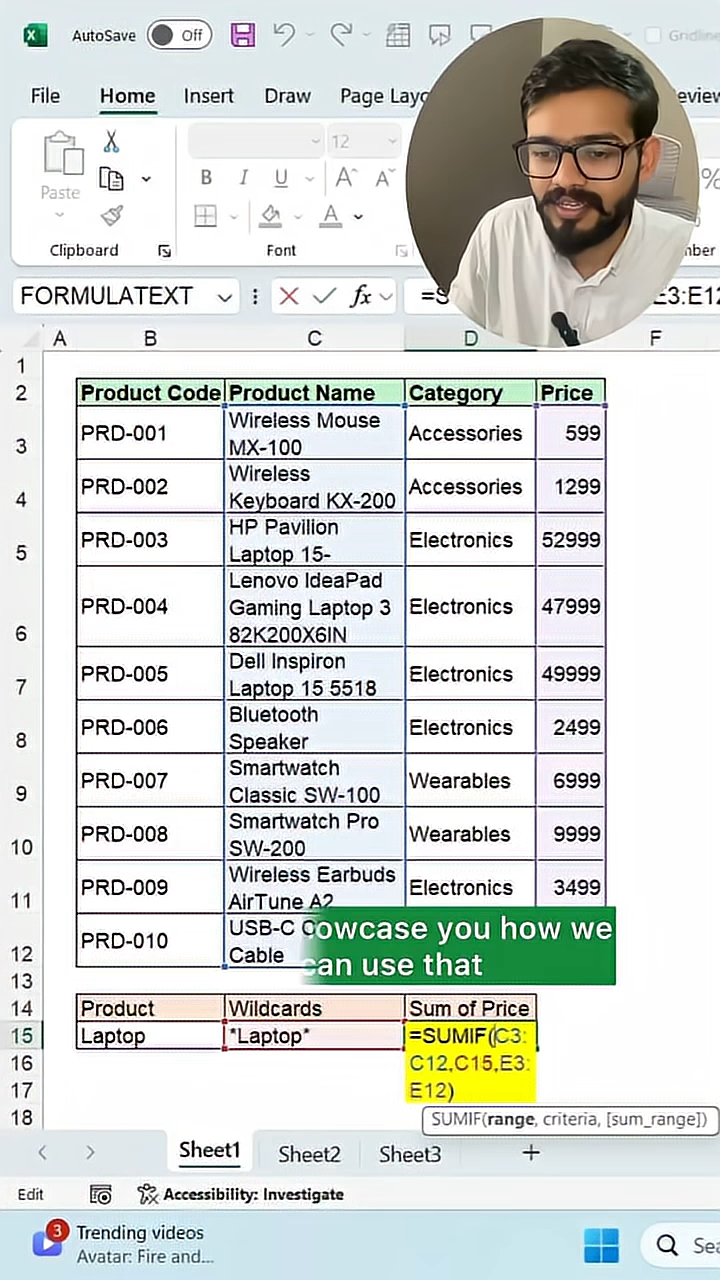 AutoSave Off
File Home Insert Draw
12
Paste
B I U A A
Clipboard Font
FORMULATEXT fx E3:E12
A B C D F
1
2 Product Code Product Name Category Price
3 PRD-001 Wireless Mouse MX-100 Accessories 599
4 PRD-002 Wireless Keyboard KX-200 Accessories 1299
5 PRD-003 HP Pavilion Laptop 15- Electronics 52999
6 PRD-004 Lenovo IdeaPad Gaming Laptop 3 82K200X6IN Electronics 47999
7 PRD-005 Dell Inspiron Laptop 15 5518 Electronics 49999
8 PRD-006 Bluetooth Speaker Electronics 2499
9 PRD-007 Smartwatch Classic SW-100 Wearables 6999
10 PRD-008 Smartwatch Pro SW-200 Wearables 9999
11 PRD-009 Wireless Earbuds AirTune A2 Electronics 3499
12 PRD-010 USB-C Cable
owcase you how we
can use that
13
14 Product Wildcards Sum of Price
15 Laptop *Laptop* =SUMIF(C3:
16 C12,C15,E3:
17 E12)
18
SUMIF(range, criteria, [sum_range])
Sheet1 Sheet2 Sheet3 +
Edit Accessibility: Investigate
3 Trending videos
Avatar: Fire and...